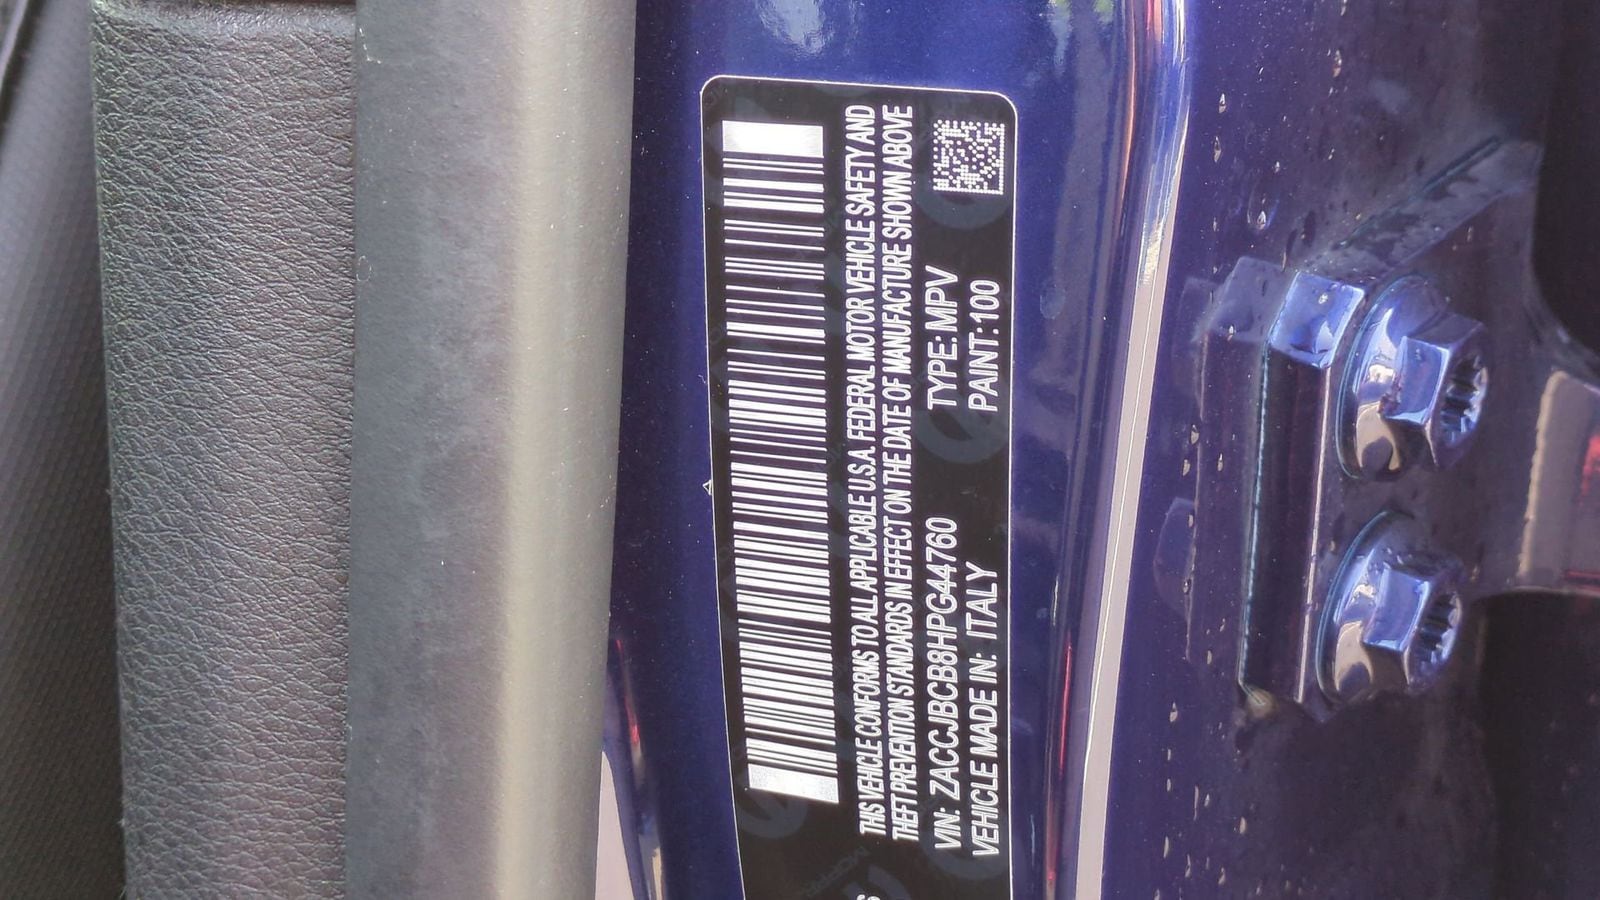 THIS VEHICLE CONFORMS TO ALL APPLICABLE U.S.A. FEDERAL MOTOR VEHICLE SAFETY AND
THEFT PREVENTION STANDARDS IN EFFECT ON THE DATE OF MANUFACTURE SHOWN ABOVE
VIN: ZACCJBCB8HPG44760 TYPE: MPV
VEHICLE MADE IN: ITALY PAINT:100